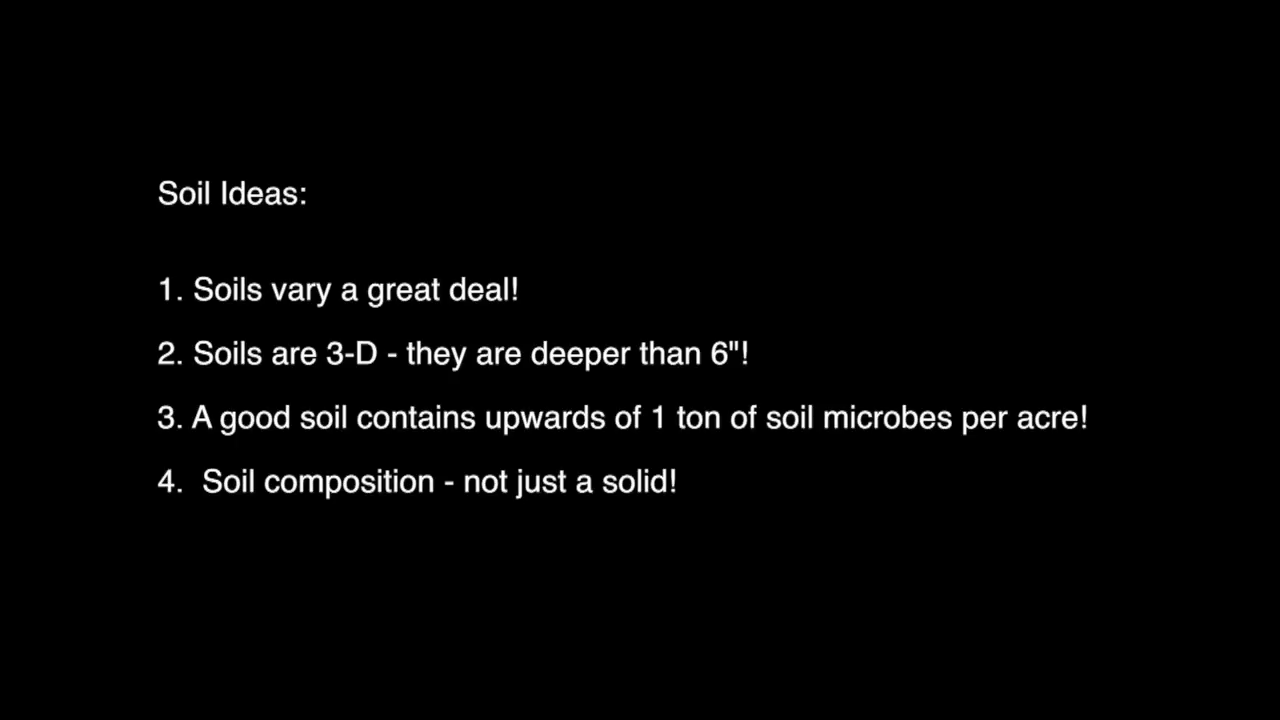 Soil Ideas:
1. Soils vary a great deal!
2. Soils are 3-D - they are deeper than 6"!
3. A good soil contains upwards of 1 ton of soil microbes per acre!
4.  Soil composition - not just a solid!